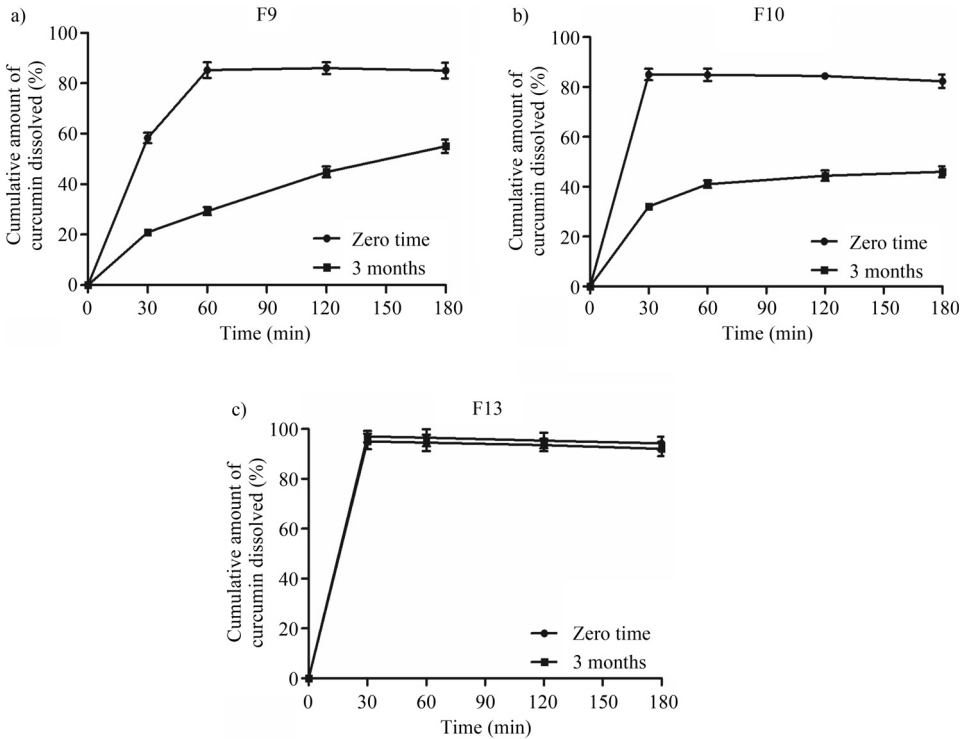 a)
F9
Cumulative amount of
curcumin dissolved (%)
100
80
60
40
20
0
Zero time
3 months
0 30 60 90 120 150 180
Time (min)
b)
F10
Cumulative amount of
curcumin dissolved (%)
100
80
60
40
20
0
Zero time
3 months
0 30 60 90 120 150 180
Time (min)
c)
F13
Cumulative amount of
curcumin dissolved (%)
100
80
60
40
20
0
Zero time
3 months
0 30 60 90 120 150 180
Time (min)